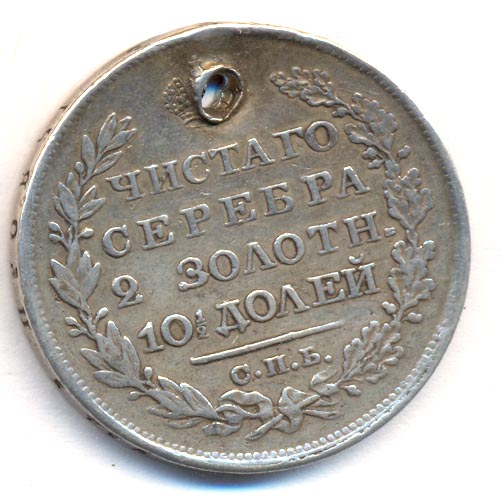 ЧИСТАГО
СЕРЕБРА
2 ЗОЛОТН.
10½ ДОЛЕЙ
С.П.Б.